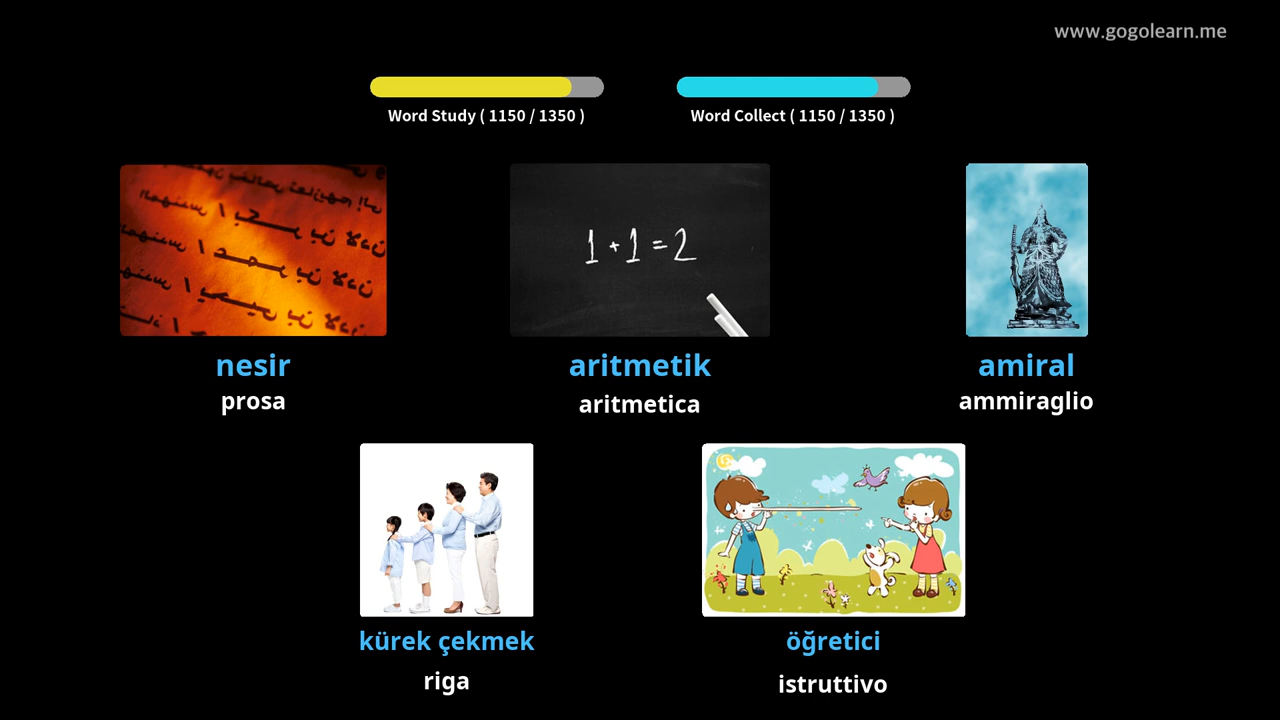 www.gogolearn.me
Word Study ( 1150 / 1350 )
Word Collect ( 1150 / 1350 )
1 + 1 = 2
nesir
prosa
aritmetik
aritmetica
amiral
ammiraglio
kürek çekmek
riga
öğretici
istruttivo